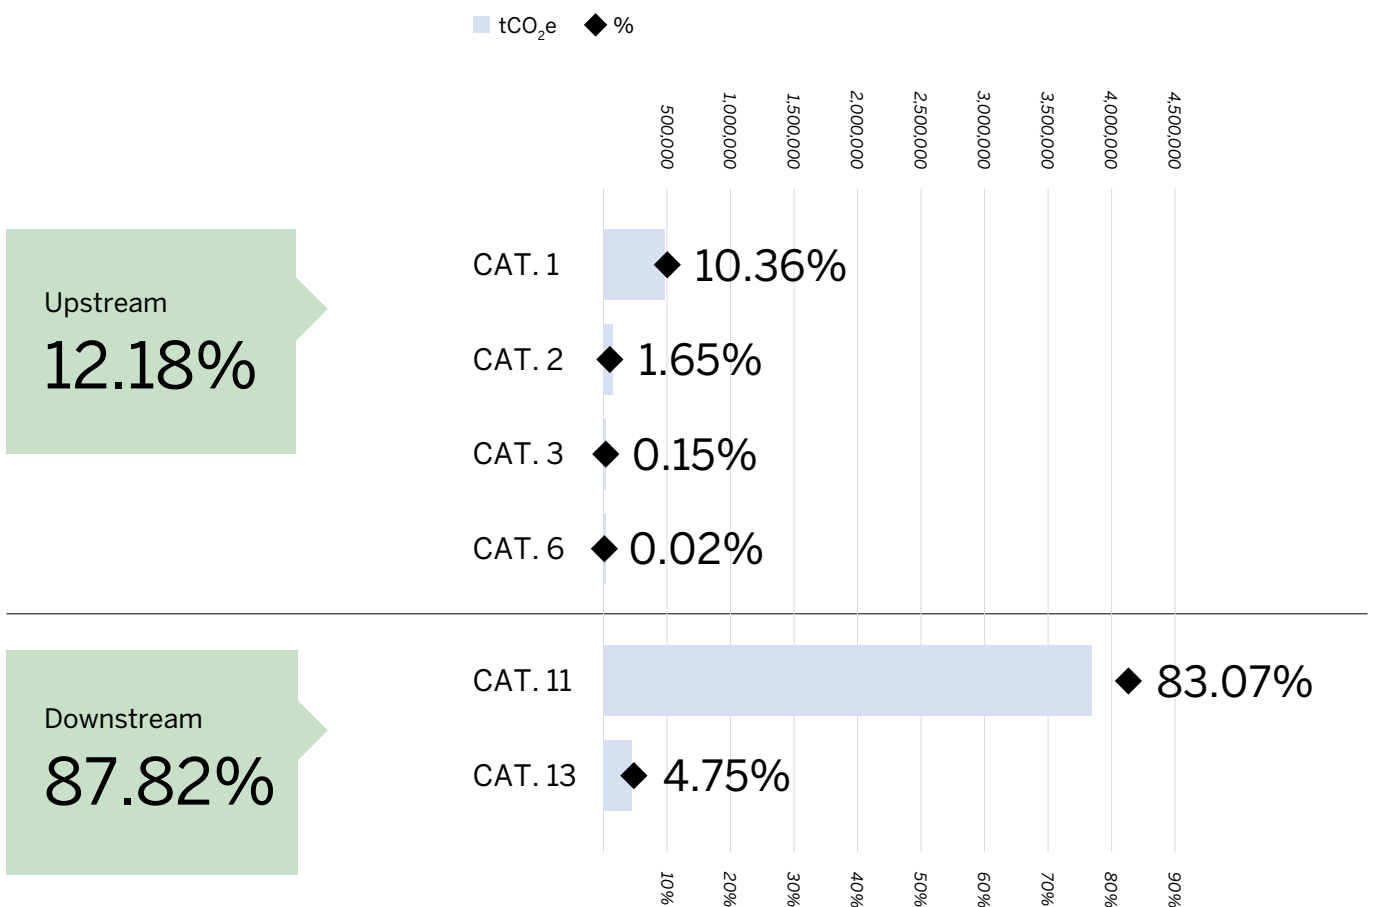 tCO₂e %
500,000 1,000,000 1,500,000 2,000,000 2,500,000 3,000,000 3,500,000 4,000,000 4,500,000
Upstream
12.18%
CAT. 1 10.36%
CAT. 2 1.65%
CAT. 3 0.15%
CAT. 6 0.02%
Downstream
87.82%
CAT. 11 83.07%
CAT. 13 4.75%
10% 20% 30% 40% 50% 60% 70% 80% 90%